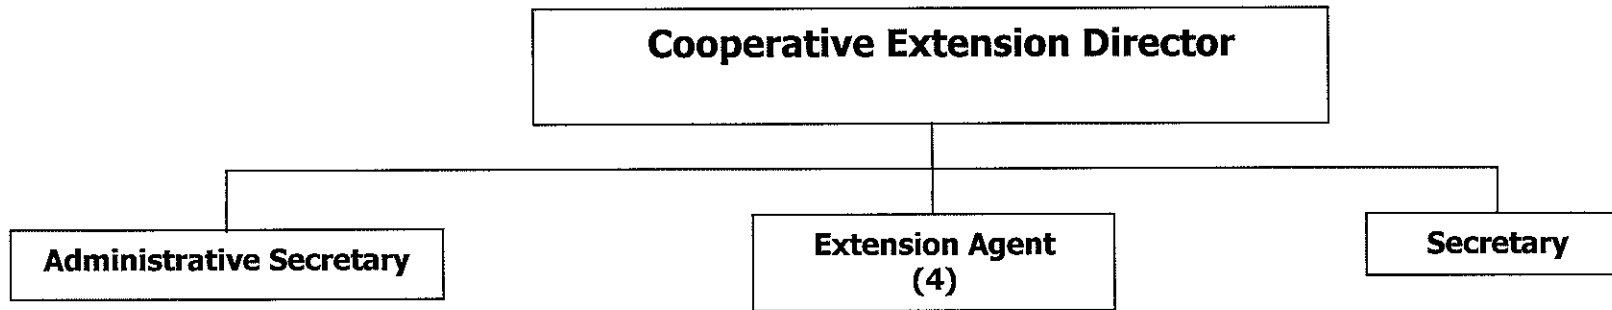 Cooperative Extension Director
Administrative Secretary
Extension Agent
(4)
Secretary